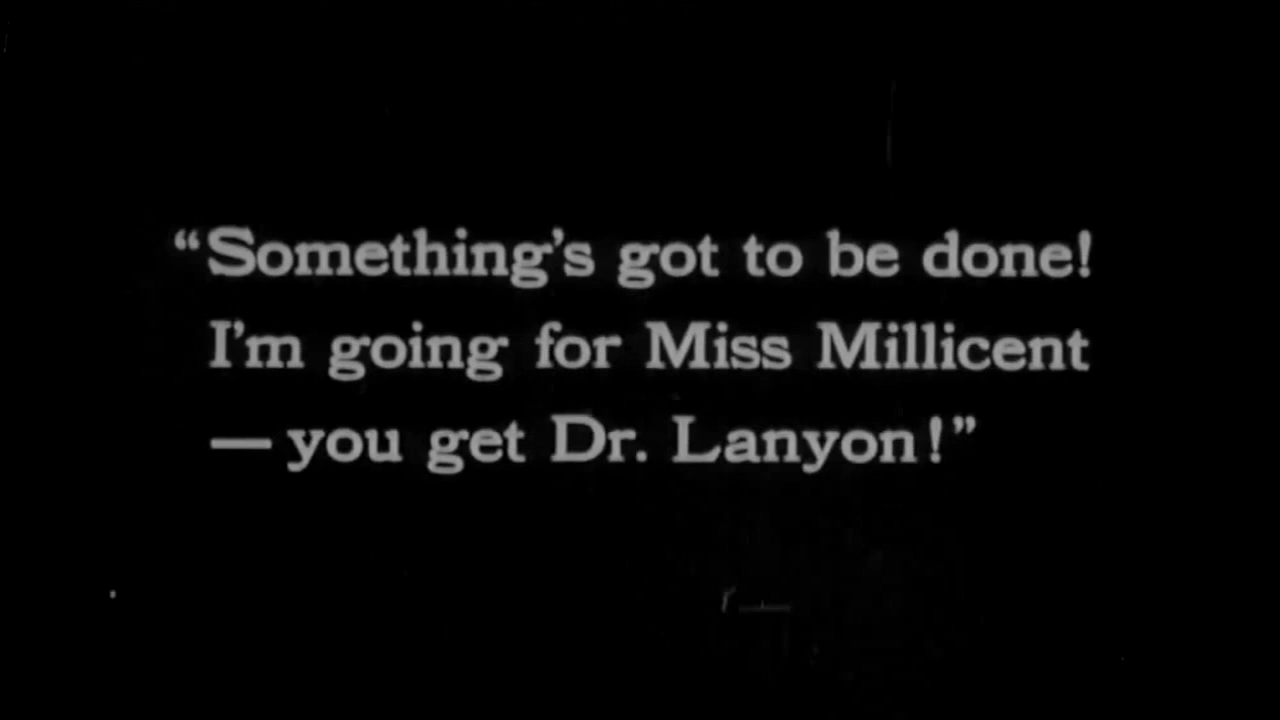 “Something’s got to be done!
I’m going for Miss Millicent
—you get Dr. Lanyon!”